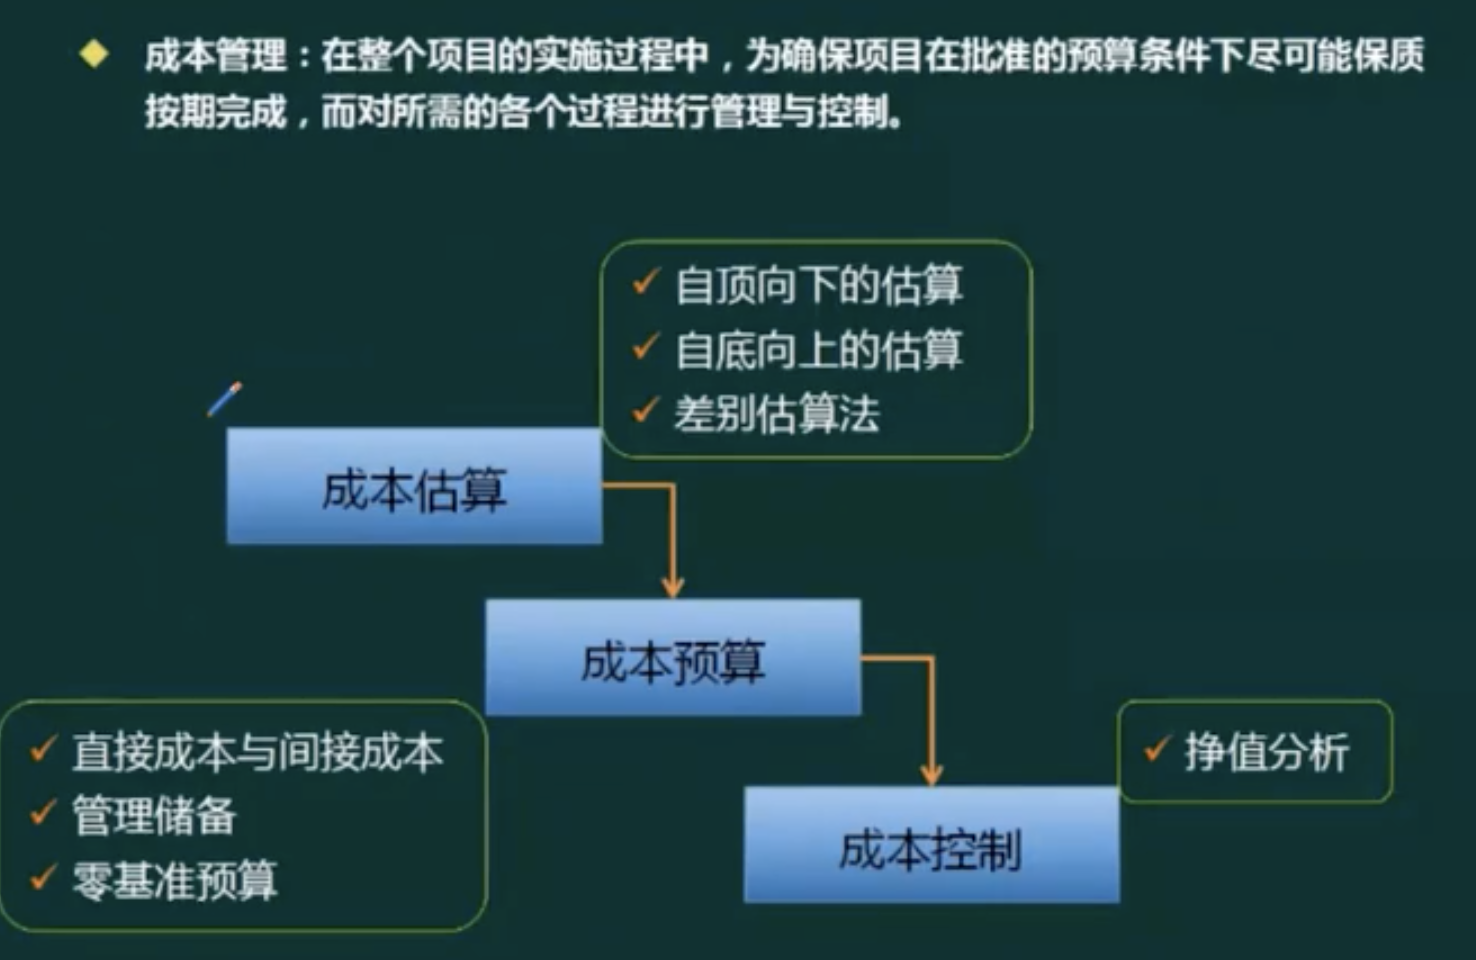 成本管理：在整个项目的实施过程中，为确保项目在批准的预算条件下尽可能保质
按期完成，而对所需的各个过程进行管理与控制。
自顶向下的估算
自底向上的估算
差别估算法
成本估算
成本预算
直接成本与间接成本
管理储备
零基准预算
挣值分析
成本控制